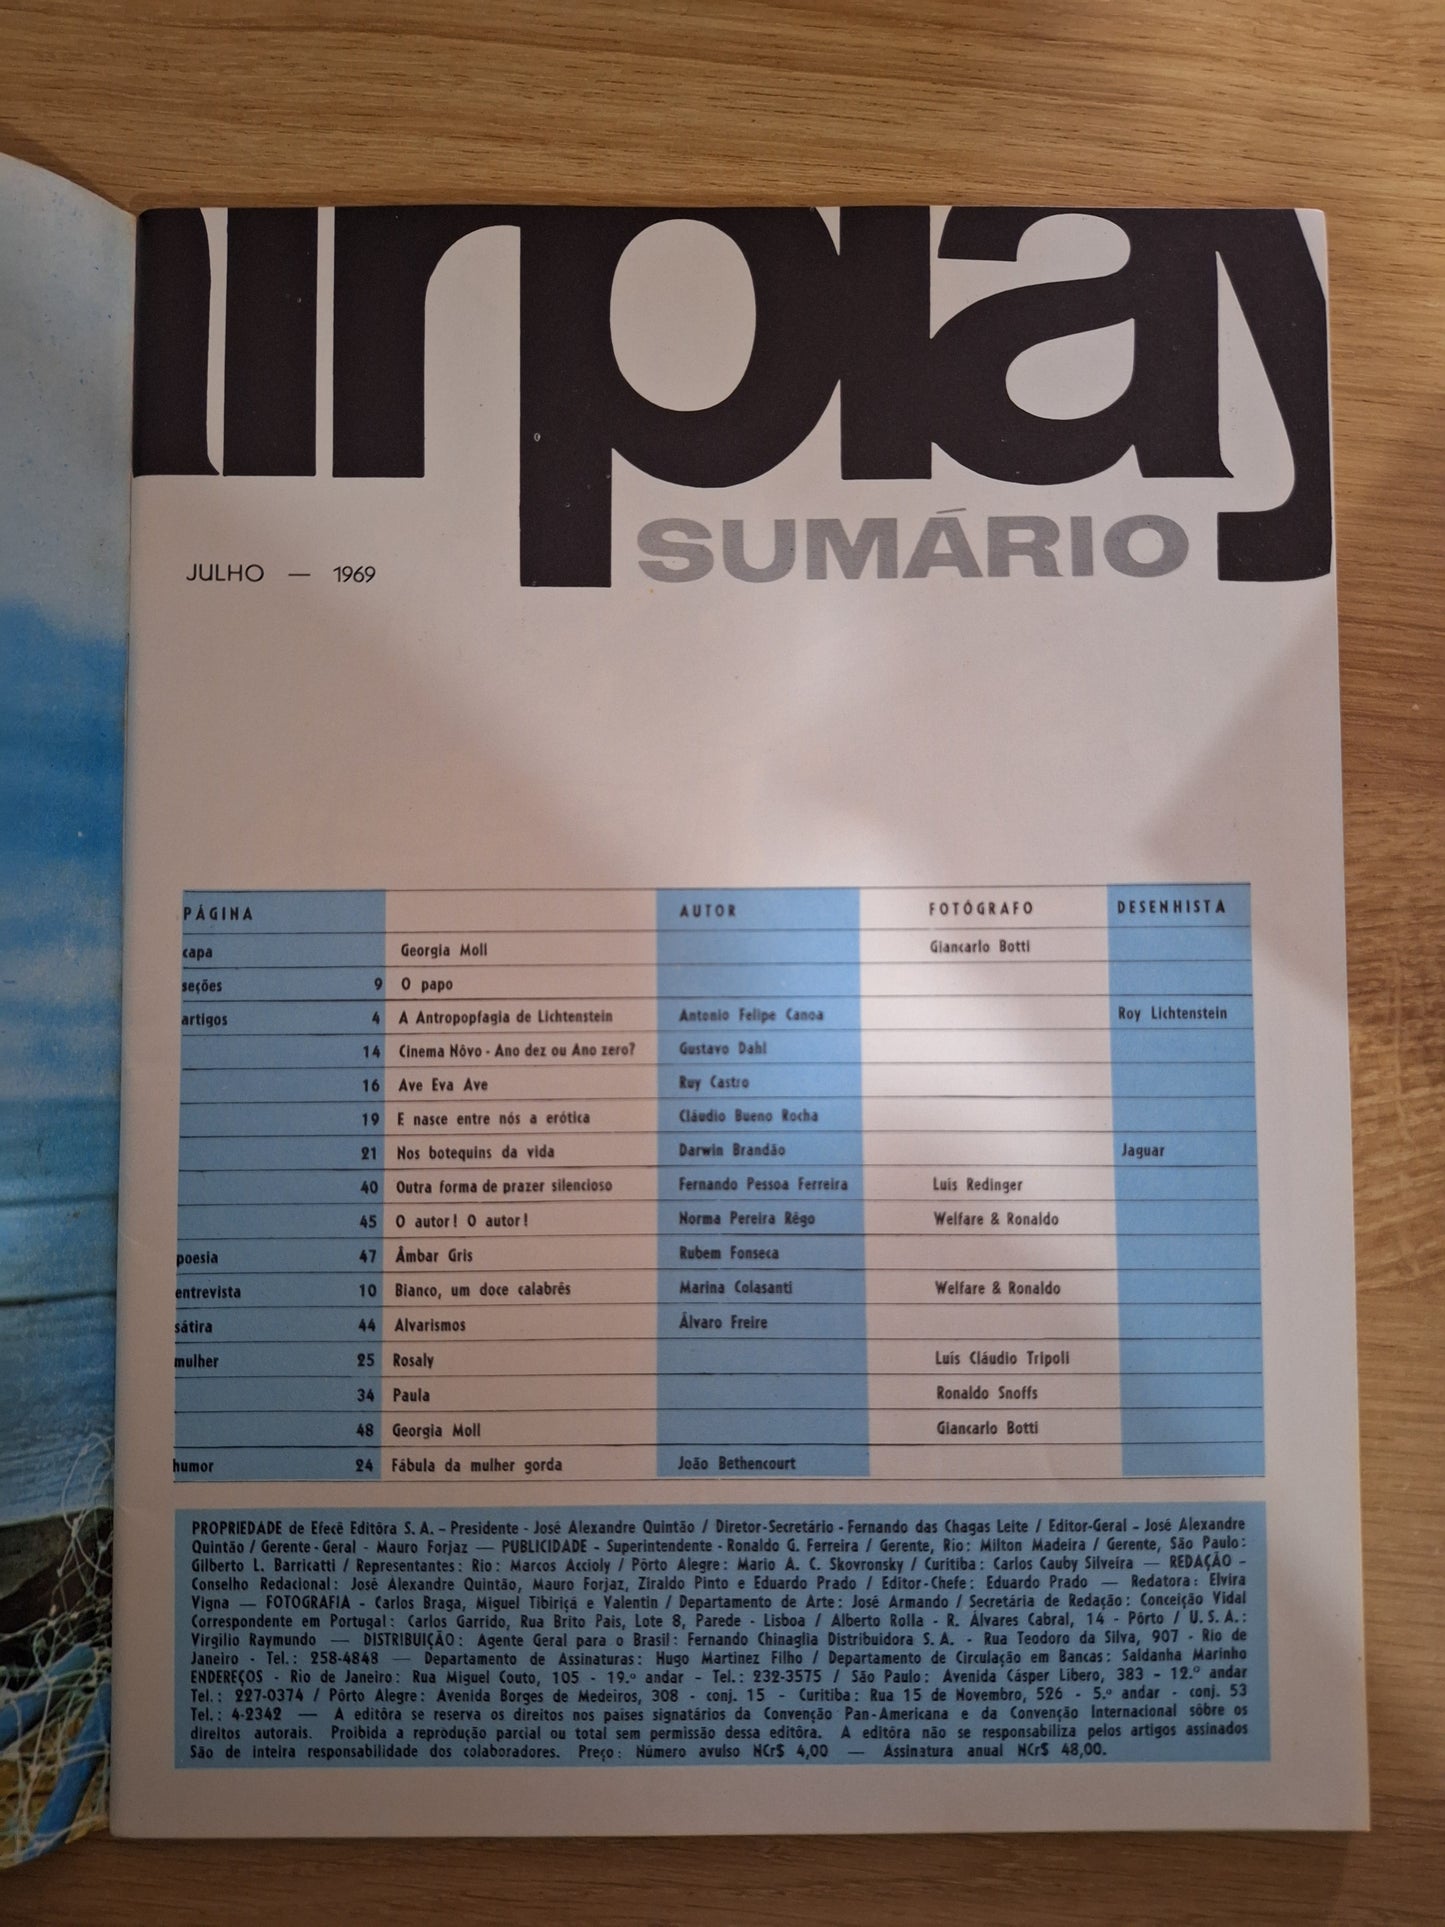 airplay
SUMÁRIO
JULHO — 1969
PÁGINA AUTOR FOTÓGRAFO DESENHISTA
capa Georgia Moll Giancarlo Botti
seções 9 O papo
artigos 4 A Antropopfagia de Lichtenstein Antonio Felipe Canoa Roy Lichtenstein
14 Cinema Nôvo - Ano dez ou Ano zero? Gustavo Dahl
16 Ave Eva Ave Ruy Castro
19 E nasce entre nós a erótica Cláudio Bueno Rocha
21 Nos botequins da vida Darwin Brandão Jaguar
40 Outra forma de prazer silencioso Fernando Pessoa Ferreira Luís Redinger
45 O autor! O autor! Norma Pereira Rêgo Welfare & Ronaldo
poesia 47 Âmbar Gris Rubem Fonseca
entrevista 10 Bianco, um doce calabrês Marina Colasanti Welfare & Ronaldo
sátira 44 Alvarismos Álvaro Freire
mulher 25 Rosaly Luís Cláudio Tripoli
34 Paula Ronaldo Snoffs
48 Georgia Moll Giancarlo Botti
humor 24 Fábula da mulher gorda João Bethencourt
PROPRIEDADE de Efecê Editôra S. A. – Presidente - José Alexandre Quintão / Diretor-Secretário - Fernando das Chagas Leite / Editor-Geral – José Alexandre
Quintão / Gerente-Geral - Mauro Forjaz — PUBLICIDADE – Superintendente - Ronaldo G. Ferreira / Gerente, Rio: Milton Madeira / Gerente, São Paulo:
Gilberto L. Barricatti / Representantes: Rio: Marcos Accioly / Pôrto Alegre: Mario A. C. Skovronsky / Curitiba: Carlos Cauby Silveira — REDAÇÃO –
Conselho Redacional: José Alexandre Quintão, Mauro Forjaz, Ziraldo Pinto e Eduardo Prado / Editor-Chefe: Eduardo Prado — Redatora: Elvira
Vigna — FOTOGRAFIA - Carlos Braga, Miguel Tibiriçá e Valentin / Departamento de Arte: José Armando / Secretária de Redação: Conceição Vidal
Correspondente em Portugal: Carlos Garrido, Rua Brito Pais, Lote 8, Parede - Lisboa / Alberto Rolla - R. Álvares Cabral, 14 - Pôrto / U. S. A.:
Virgílio Raymundo — DISTRIBUIÇÃO: Agente Geral para o Brasil: Fernando Chinaglia Distribuidora S. A. - Rua Teodoro da Silva, 907 - Rio de
Janeiro - Tel.: 258-4848 — Departamento de Assinaturas: Hugo Martinez Filho / Departamento de Circulação em Bancas: Saldanha Marinho
ENDEREÇOS - Rio de Janeiro: Rua Miguel Couto, 105 - 19.º andar – Tel.: 232-3575 / São Paulo: Avenida Cásper Líbero, 383 – 12.º andar
Tel.: 227-0374 / Pôrto Alegre: Avenida Borges de Medeiros, 308 - conj. 15 – Curitiba: Rua 15 de Novembro, 526 - 5.º andar - conj. 53
Tel.: 4-2342 — A editôra se reserva os direitos nos países signatários da Convenção Pan-Americana e da Convenção Internacional sôbre os
direitos autorais. Proibida a reprodução parcial ou total sem permissão dessa editôra. A editôra não se responsabiliza pelos artigos assinados
São de inteira responsabilidade dos colaboradores. Preço: Número avulso NCr$ 4,00 — Assinatura anual NCr$ 48,00.